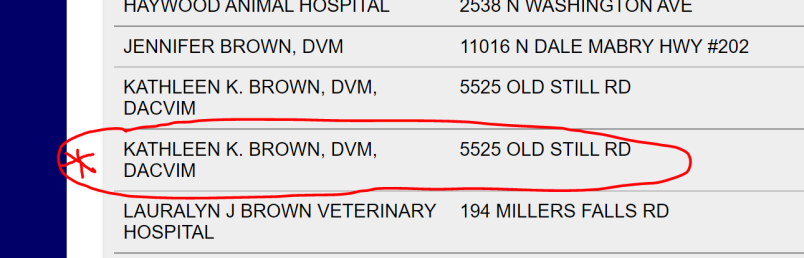 HAYWOOD ANIMAL HOSPITAL 2538 N WASHINGTON AVE
JENNIFER BROWN, DVM 11016 N DALE MABRY HWY #202
KATHLEEN K. BROWN, DVM, 5525 OLD STILL RD
DACVIM
KATHLEEN K. BROWN, DVM, 5525 OLD STILL RD
DACVIM
LAURALYN J BROWN VETERINARY 194 MILLERS FALLS RD
HOSPITAL